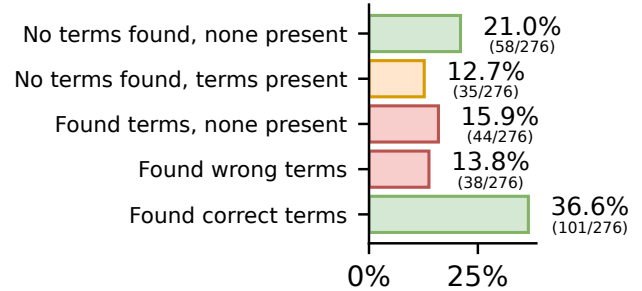 No terms found, none present 21.0%
(58/276)
No terms found, terms present 12.7%
(35/276)
Found terms, none present 15.9%
(44/276)
Found wrong terms 13.8%
(38/276)
Found correct terms 36.6%
(101/276)
0% 25%